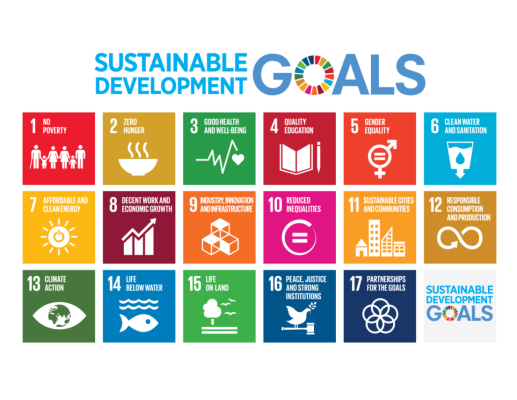 SUSTAINABLE
DEVELOPMENT
GOALS
1 NO
POVERTY
2 ZERO
HUNGER
3 GOOD HEALTH
AND WELL-BEING
4 QUALITY
EDUCATION
5 GENDER
EQUALITY
6 CLEAN WATER
AND SANITATION
7 AFFORDABLE AND
CLEAN ENERGY
8 DECENT WORK AND
ECONOMIC GROWTH
9 INDUSTRY, INNOVATION
AND INFRASTRUCTURE
10 REDUCED
INEQUALITIES
11 SUSTAINABLE CITIES
AND COMMUNITIES
12 RESPONSIBLE
CONSUMPTION
AND PRODUCTION
13 CLIMATE
ACTION
14 LIFE
BELOW WATER
15 LIFE
ON LAND
16 PEACE, JUSTICE
AND STRONG
INSTITUTIONS
17 PARTNERSHIPS
FOR THE GOALS
SUSTAINABLE
DEVELOPMENT
GOALS